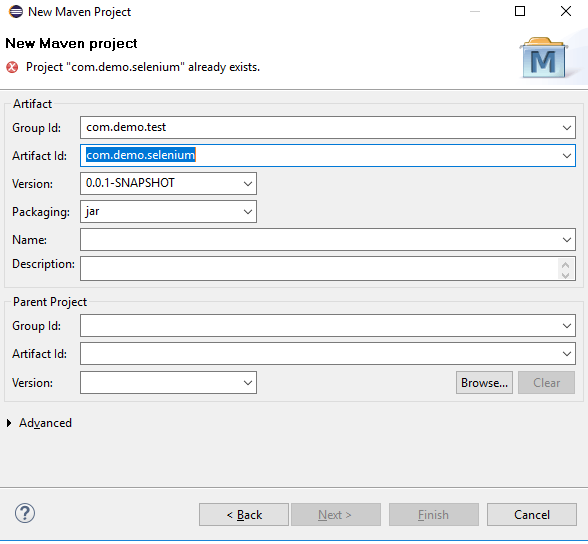 New Maven Project
New Maven project
Project "com.demo.selenium" already exists.
M
Artifact
Group Id: com.demo.test
Artifact Id: com.demo.selenium
Version: 0.0.1-SNAPSHOT
Packaging: jar
Name:
Description:
Parent Project
Group Id:
Artifact Id:
Version: Browse... Clear
Advanced
? < Back Next > Finish Cancel